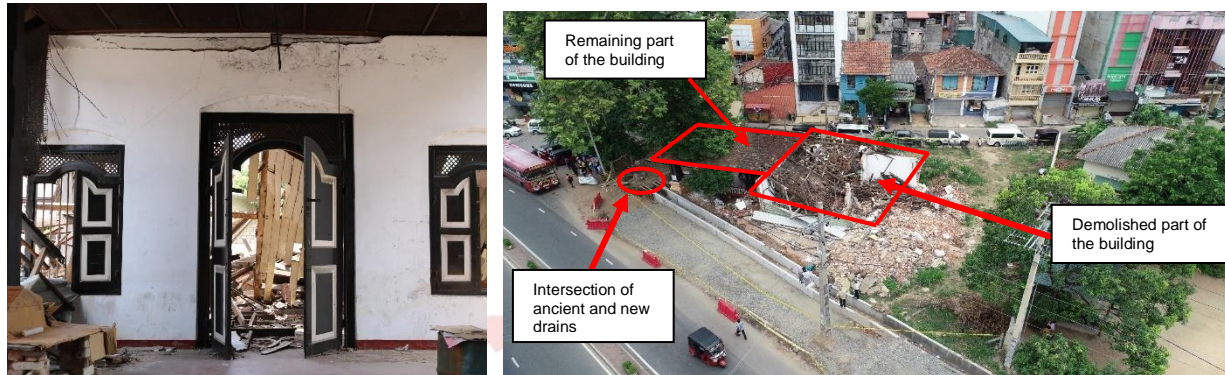 Remaining part
of the building
Demolished part of
the building
Intersection of
ancient and new
drains